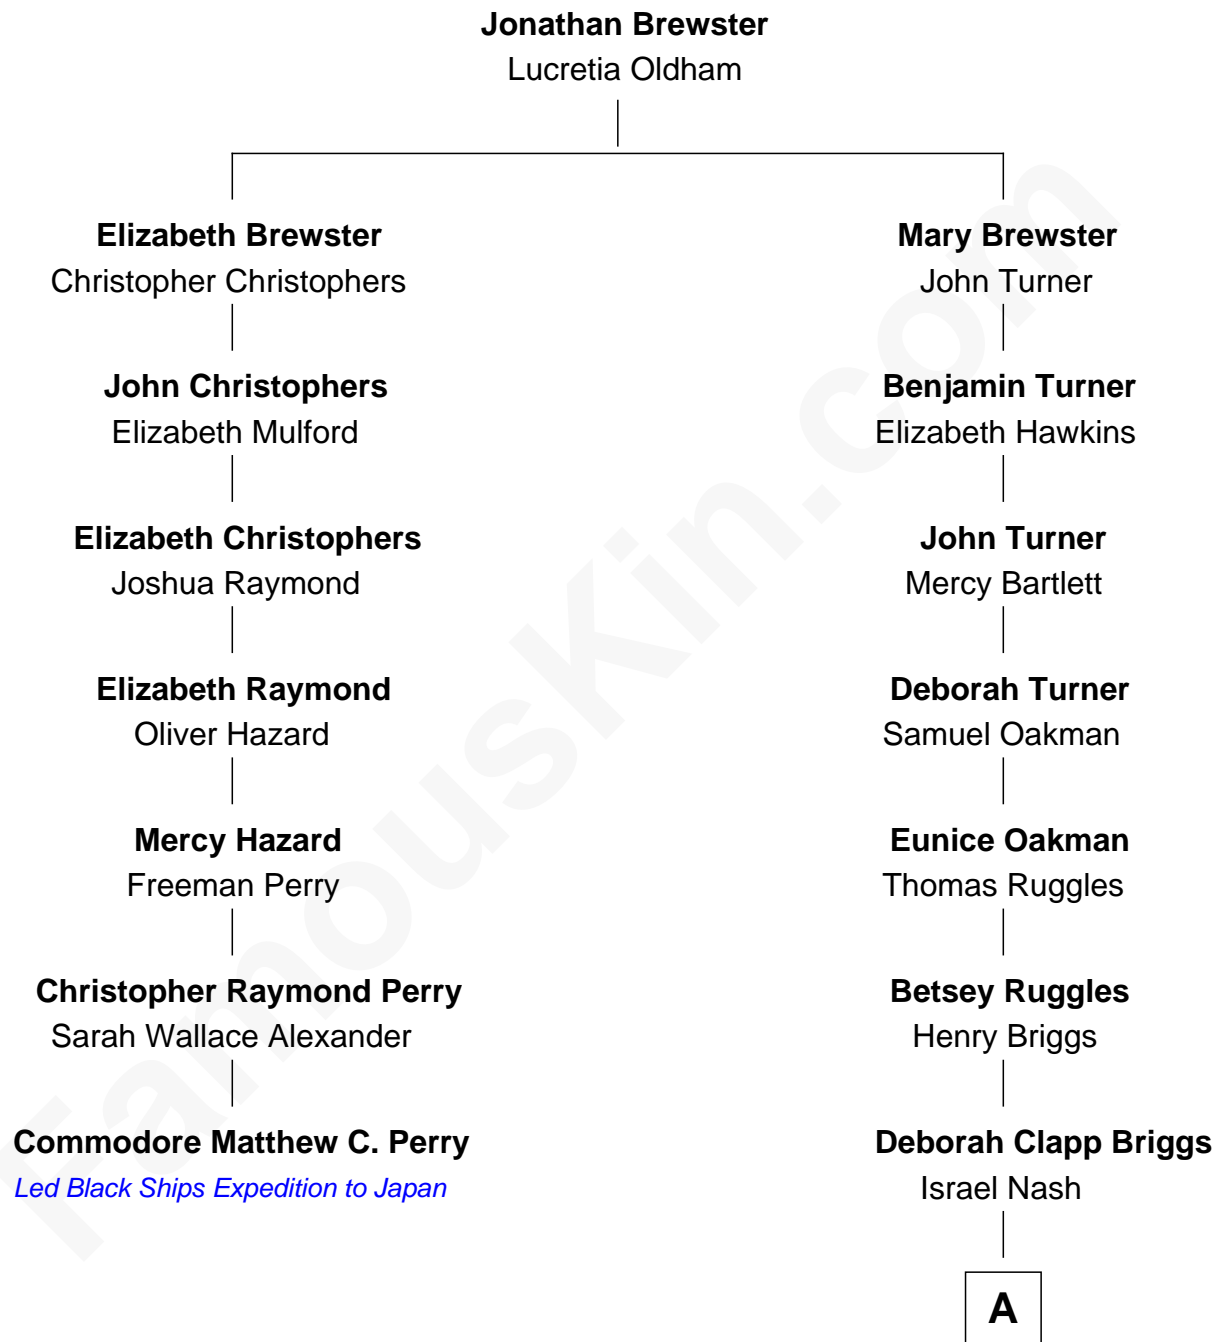 Jonathan Brewster
Lucretia Oldham
Elizabeth Brewster
Christopher Christophers
Mary Brewster
John Turner
John Christophers
Elizabeth Mulford
Benjamin Turner
Elizabeth Hawkins
Elizabeth Christophers
Joshua Raymond
John Turner
Mercy Bartlett
Elizabeth Raymond
Oliver Hazard
Deborah Turner
Samuel Oakman
Mercy Hazard
Freeman Perry
Eunice Oakman
Thomas Ruggles
Christopher Raymond Perry
Sarah Wallace Alexander
Betsey Ruggles
Henry Briggs
Commodore Matthew C. Perry
Led Black Ships Expedition to Japan
Deborah Clapp Briggs
Israel Nash
A
FamousKin.com